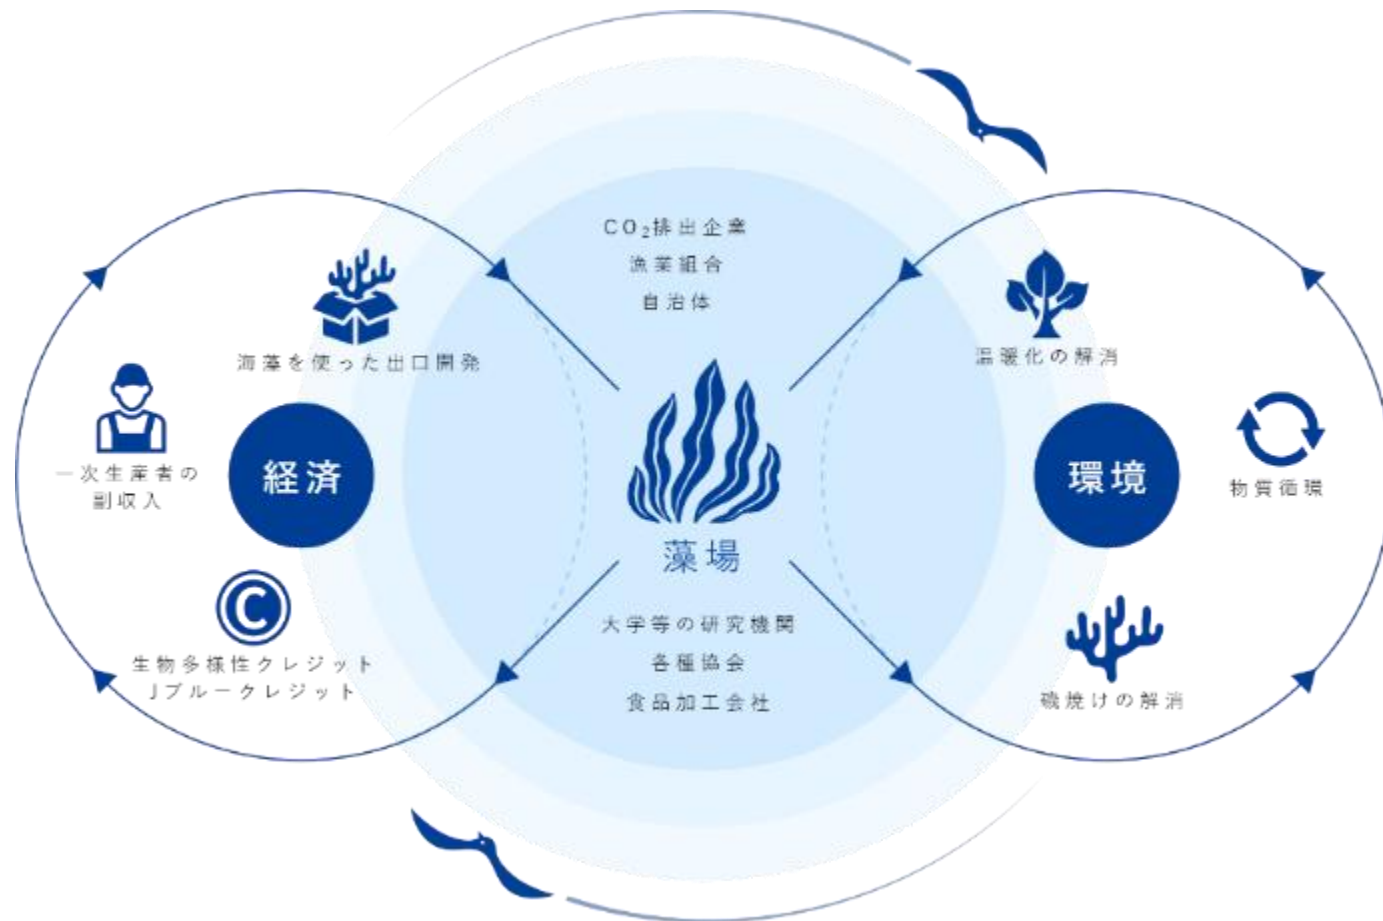 CO₂排出企業
漁業組合
自治体
海藻を使った出口開発
一次生産者の
副収入
経済
生物多様性クレジット
Jブルークレジット
藻場
大学等の研究機関
各種協会
食品加工会社
温暖化の解消
環境
物質循環
磯焼けの解消